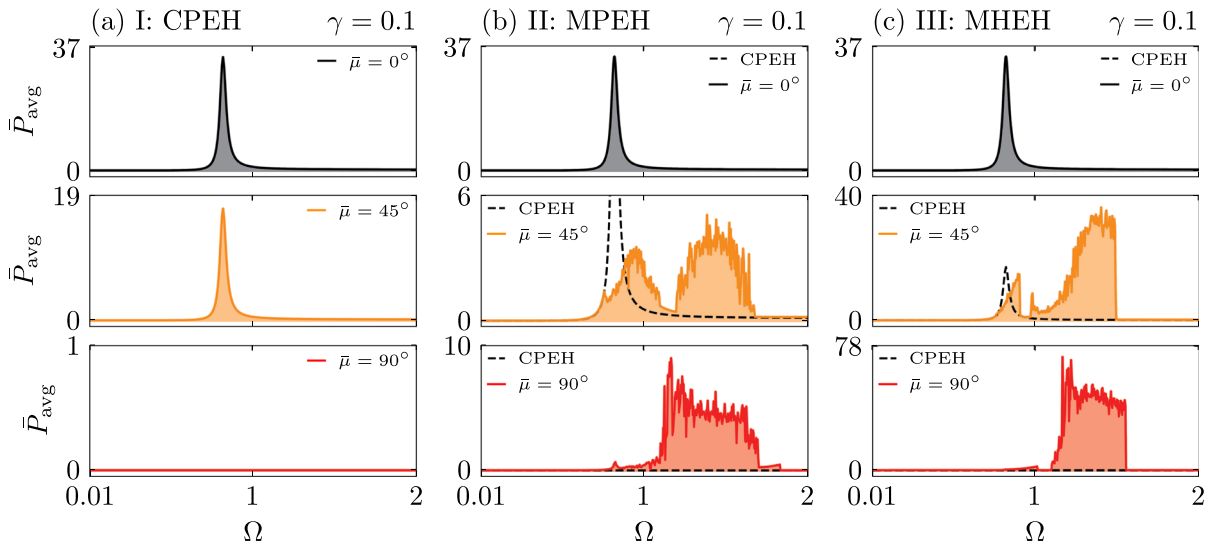 (a) I: CPEH γ = 0.1
37
μ̄ = 0°
P̄avg
0
19
μ̄ = 45°
P̄avg
0
1
μ̄ = 90°
P̄avg
0
0.01 1 2
Ω
(b) II: MPEH γ = 0.1
37
CPEH
μ̄ = 0°
0
6
CPEH
μ̄ = 45°
0
10
CPEH
μ̄ = 90°
0
0.01 1 2
Ω
(c) III: MHEH γ = 0.1
37
CPEH
μ̄ = 0°
0
40
CPEH
μ̄ = 45°
0
78
CPEH
μ̄ = 90°
0
0.01 1 2
Ω